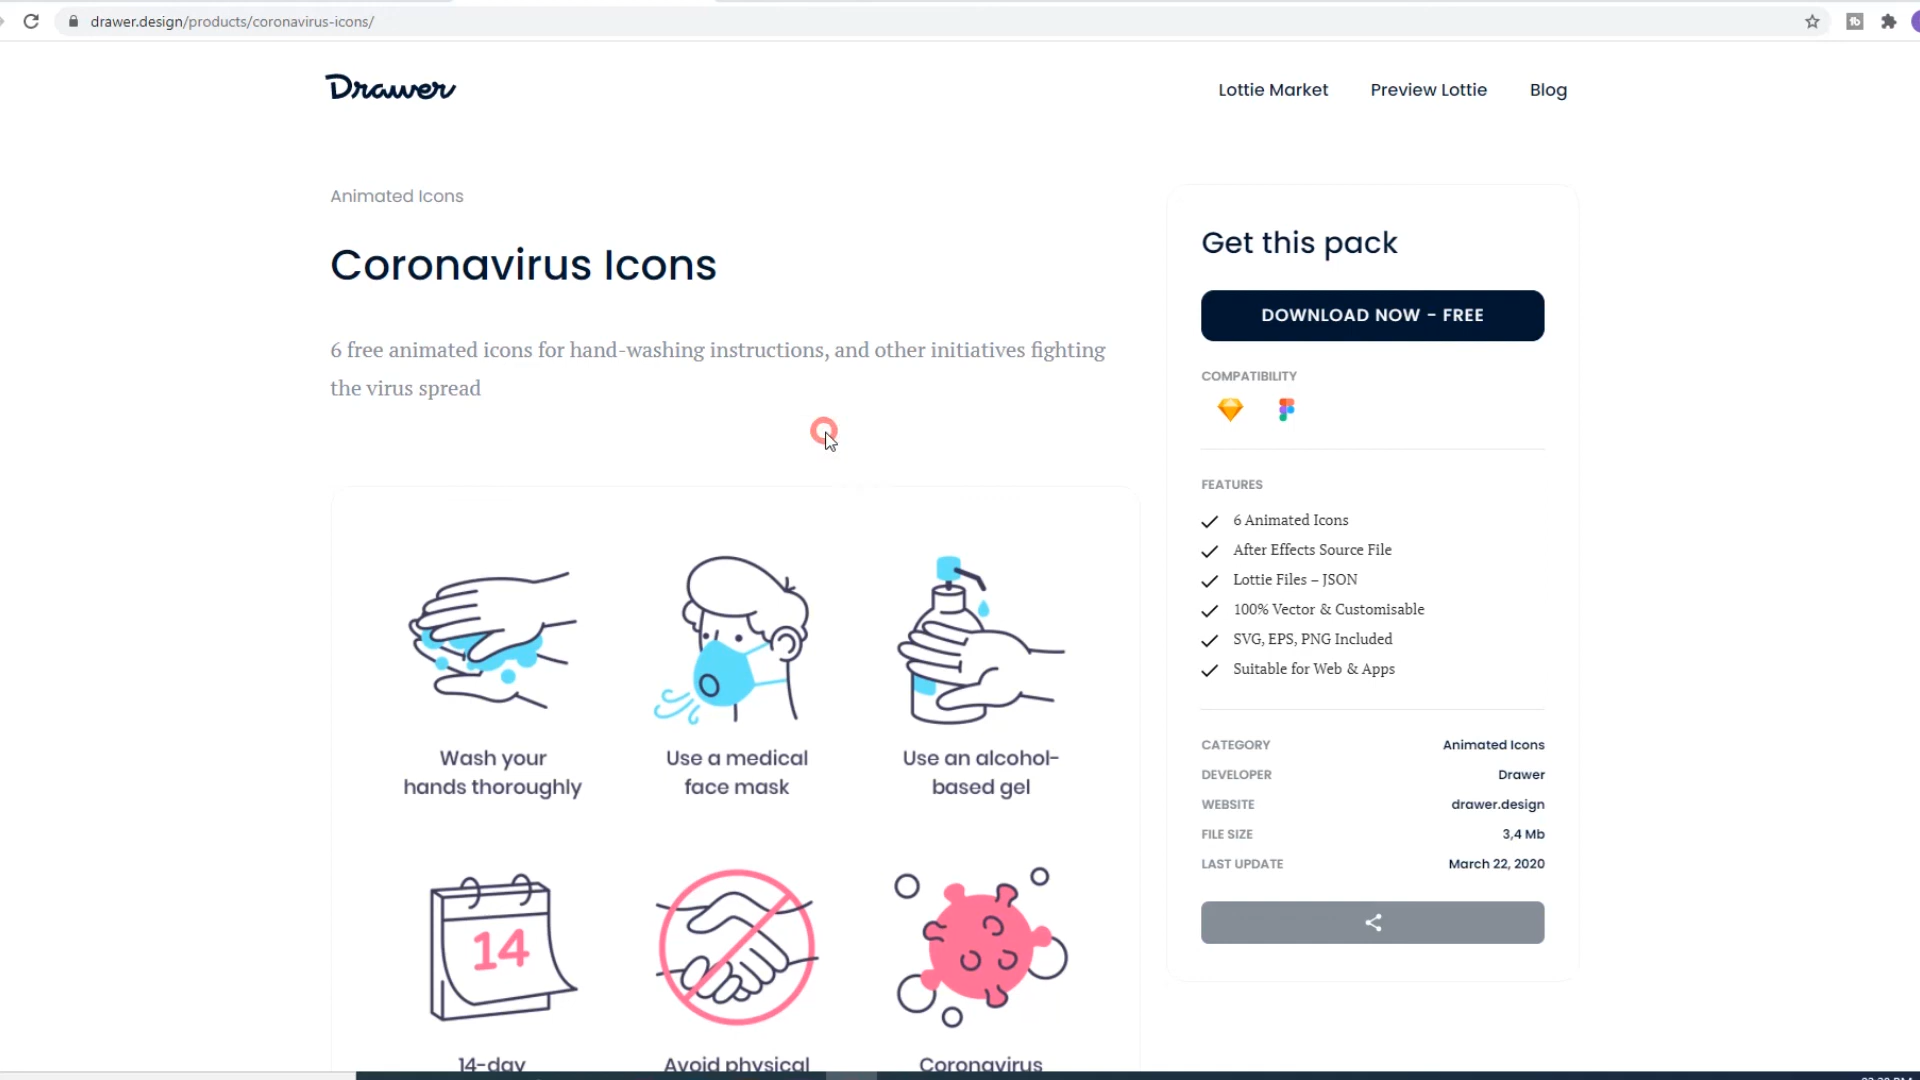 drawer.design/products/coronavirus-icons/
Drawer
Lottie Market
Preview Lottie
Blog
Animated Icons
Coronavirus Icons
6 free animated icons for hand-washing instructions, and other initiatives fighting
the virus spread
Wash your
hands thoroughly
Use a medical
face mask
Use an alcohol-
based gel
14
14-day
Avoid physical
Coronavirus
Get this pack
DOWNLOAD NOW - FREE
COMPATIBILITY
FEATURES
6 Animated Icons
After Effects Source File
Lottie Files – JSON
100% Vector & Customisable
SVG, EPS, PNG Included
Suitable for Web & Apps
CATEGORY Animated Icons
DEVELOPER Drawer
WEBSITE drawer.design
FILE SIZE 3,4 Mb
LAST UPDATE March 22, 2020